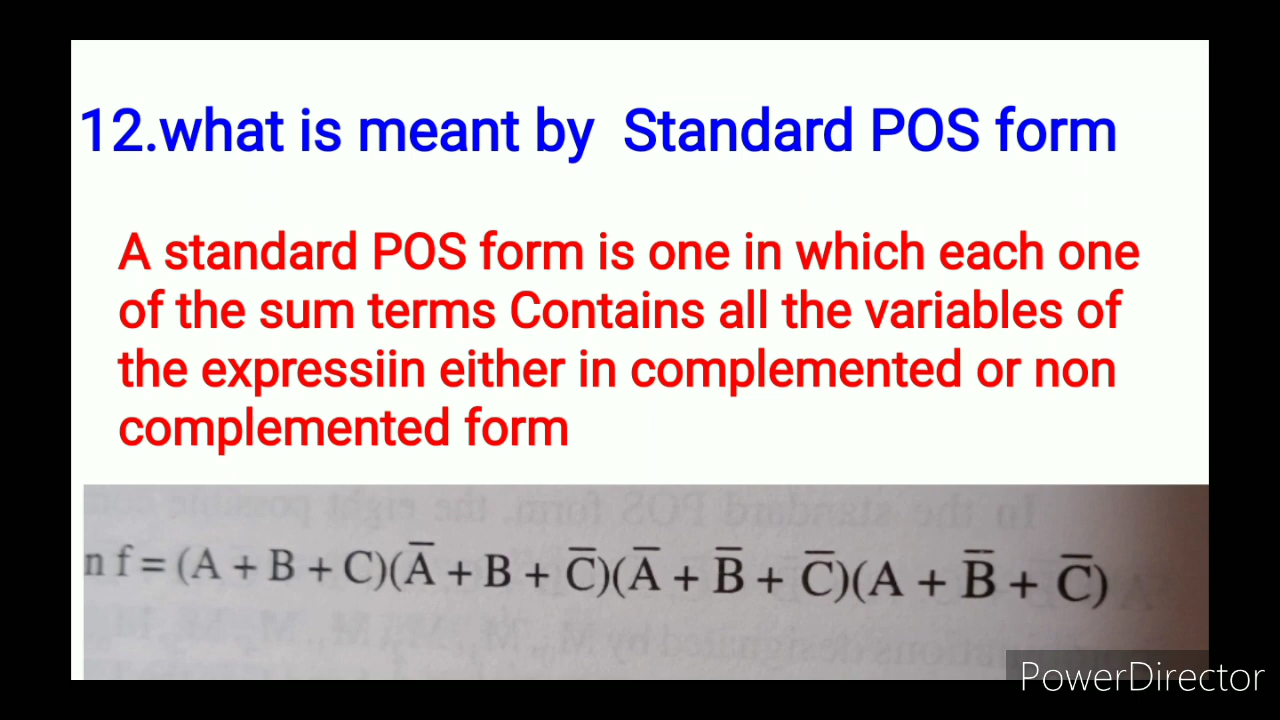 12.what is meant by Standard POS form
A standard POS form is one in which each one
of the sum terms Contains all the variables of
the expressiin either in complemented or non
complemented form
n f = (A + B + C)(A̅ + B + C̅)(A̅ + B̅ + C̅)(A + B̅ + C̅)
PowerDirector